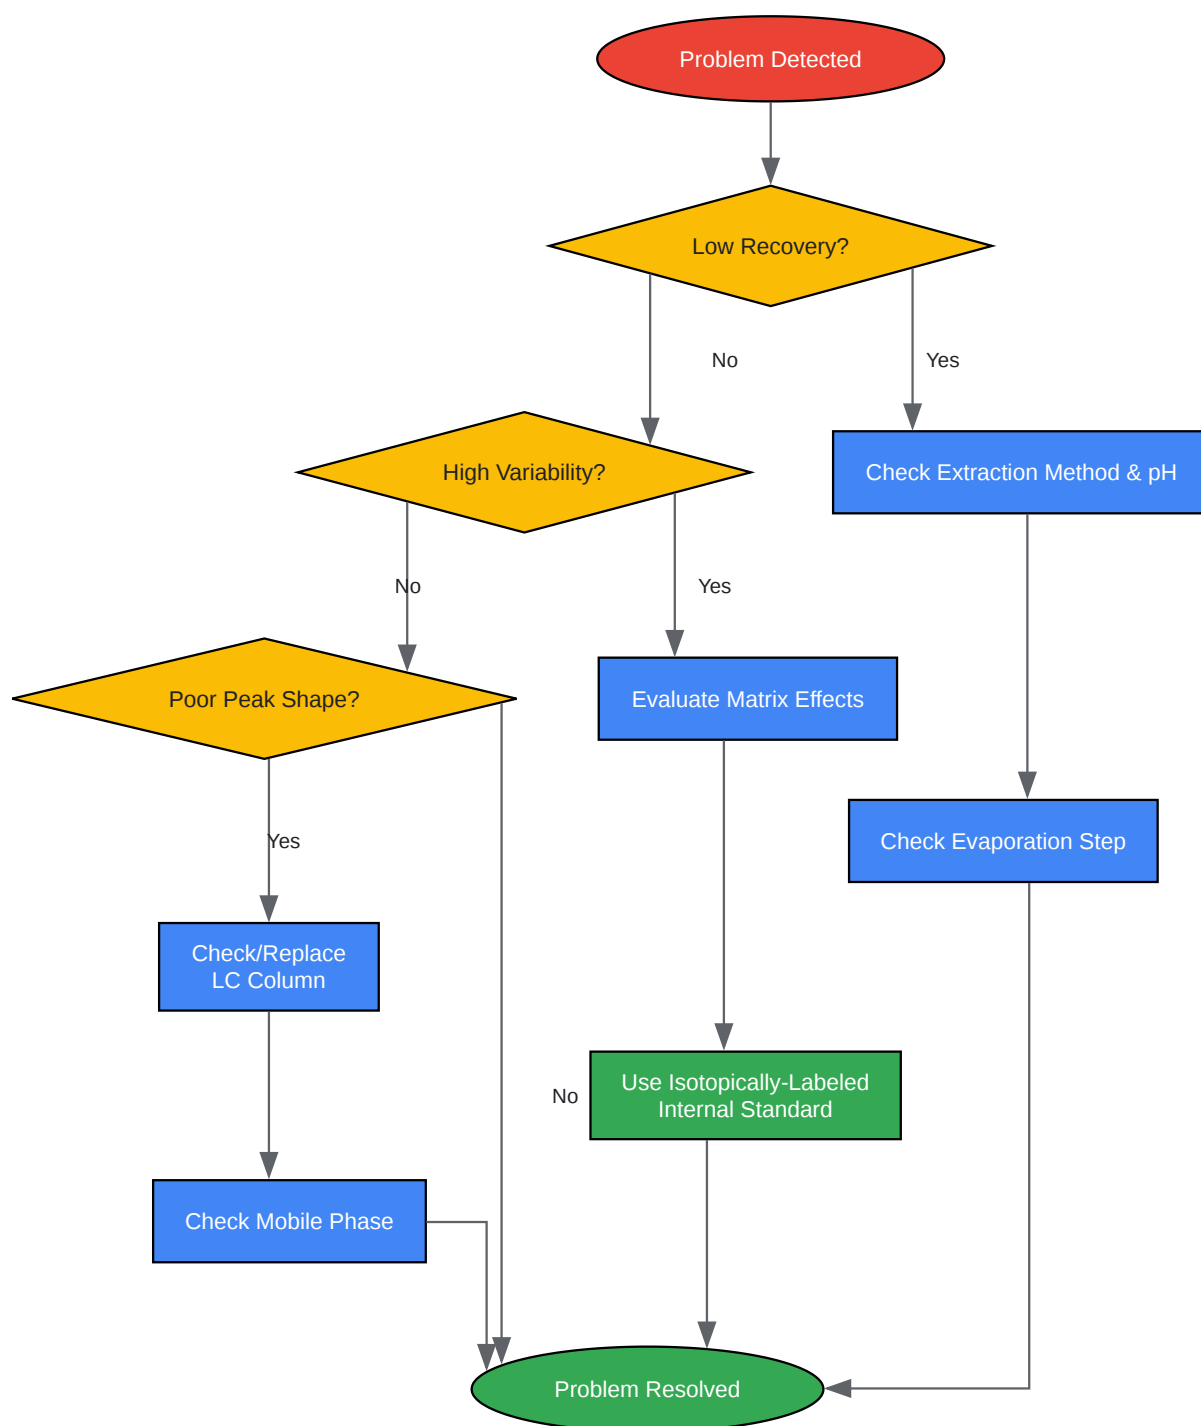 Problem Detected
Low Recovery?
No
Yes
High Variability?
Check Extraction Method & pH
No
Yes
Poor Peak Shape?
Evaluate Matrix Effects
Yes
Check Evaporation Step
Check/Replace
LC Column
No
Use Isotopically-Labeled
Internal Standard
Check Mobile Phase
Problem Resolved